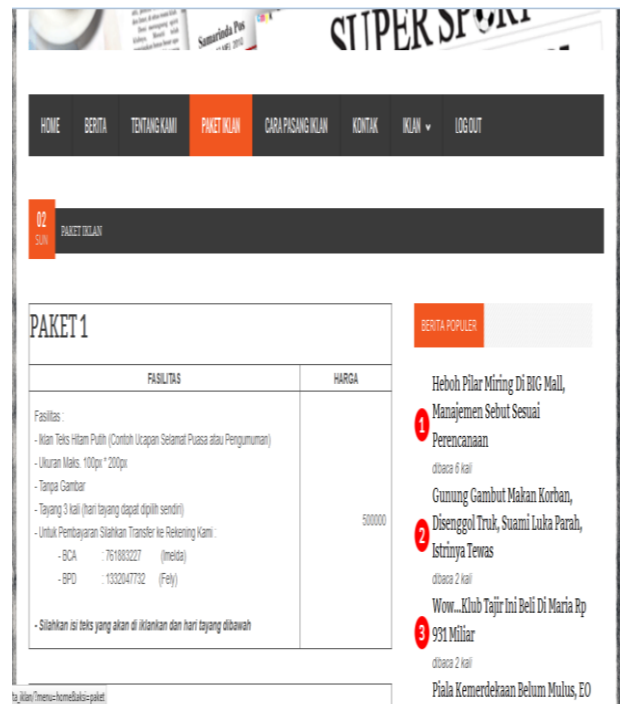 Samarinda Pos
SUPER SPORT
HOME BERITA TENTANG KAMI PAKET IKLAN CARA PASANG IKLAN KONTAK IKLAN LOG OUT
02
SUN
PAKET IKLAN
PAKET 1
FASILITAS HARGA
Fasilitas :
- Iklan Teks Hitam Putih (Contoh Ucapan Selamat Puasa atau Pengumuman)
- Ukuran Maks. 100px * 200px
- Tanpa Gambar
- Tayang 3 kali (hari tayang dapat dipilih sendiri)
- Untuk Pembayaran Silahkan Transfer ke Rekening Kami :
- BCA : 761883227 (Imelda)
- BPD : 1332047732 (Fely)
- Silahkan isi teks yang akan di iklankan dan hari tayang dibawah
500000
BERITA POPULER
1
Heboh Pilar Miring Di BIG Mall,
Manajemen Sebut Sesuai
Perencanaan
dibaca 6 kali
2
Gunung Gambut Makan Korban,
Disenggol Truk, Suami Luka Parah,
Istrinya Tewas
dibaca 2 kali
3
Wow...Klub Tajir Ini Beli Di Maria Rp
931 Miliar
dibaca 2 kali
Piala Kemerdekaan Belum Mulus, EO
ta_iklan/?menu=home&aksi=paket